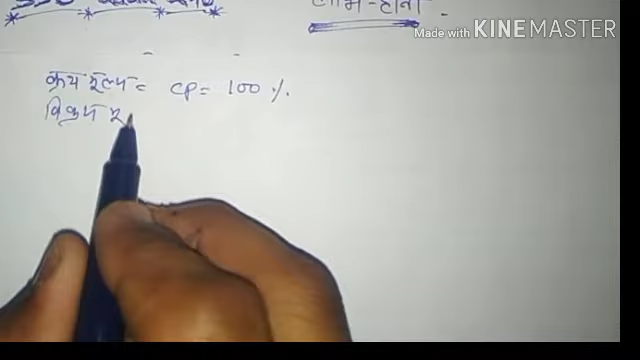 लाभ-हानि
Made with KINEMASTER
क्रय मूल्य = CP = 100 %.
विक्रय मू